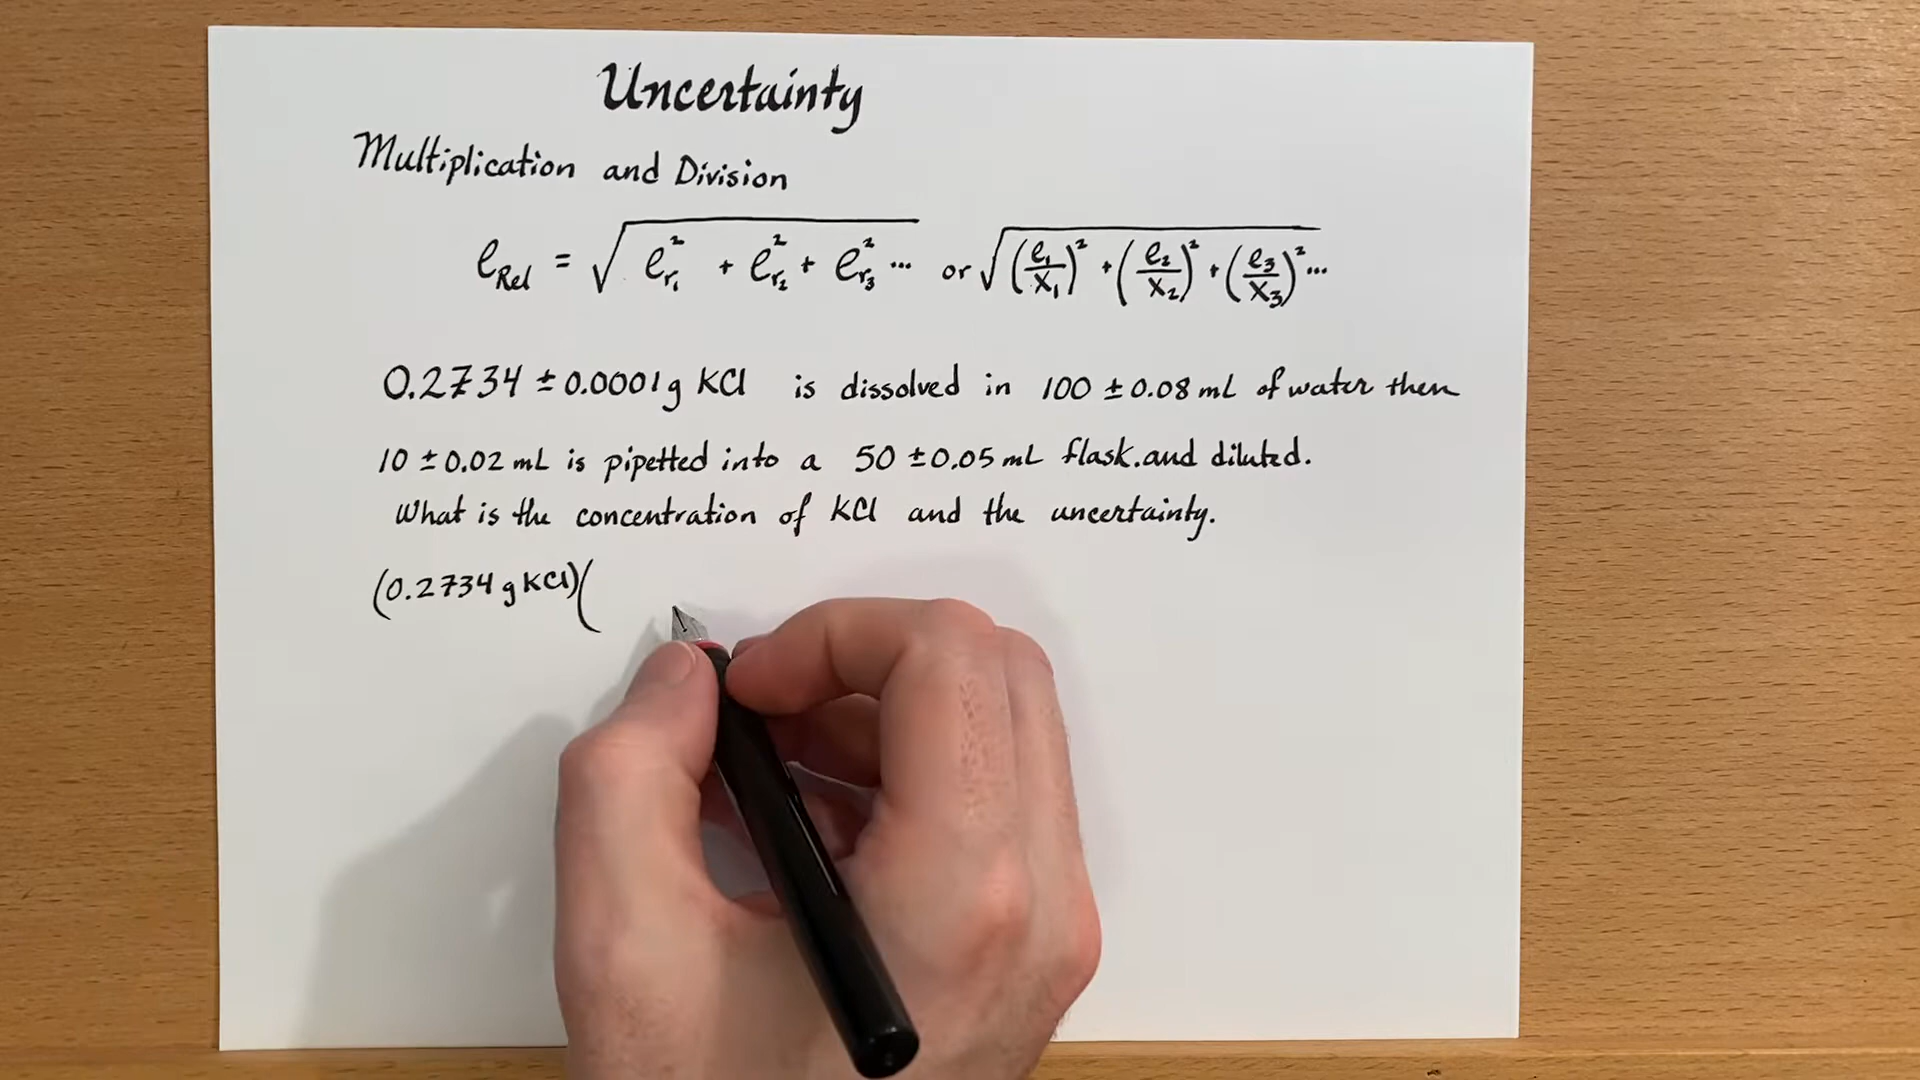 Uncertainty
Multiplication and Division
e_Rel = √(e_r₁² + e_r₂² + e_r₃² ...) or √((e₁/x₁)² + (e₂/x₂)² + (e₃/x₃)² ...)
0.2734 ± 0.0001g KCl is dissolved in 100 ± 0.08 mL of water then
10 ± 0.02 mL is pipetted into a 50 ± 0.05 mL flask.and diluted.
What is the concentration of KCl and the uncertainty.
(0.2734 g KCl)(